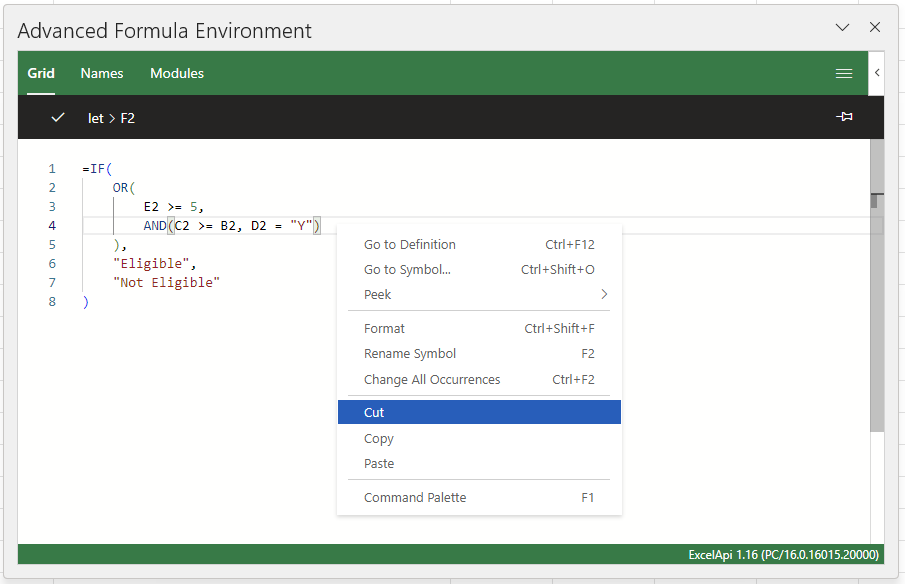 Advanced Formula Environment
Grid Names Modules
let > F2
1 =IF(
2 OR(
3 E2 >= 5,
4 AND(C2 >= B2, D2 = "Y")
5 ),
6 "Eligible",
7 "Not Eligible"
8 )
Go to Definition Ctrl+F12
Go to Symbol... Ctrl+Shift+O
Peek
Format Ctrl+Shift+F
Rename Symbol F2
Change All Occurrences Ctrl+F2
Cut
Copy
Paste
Command Palette F1
ExcelApi 1.16 (PC/16.0.16015.20000)